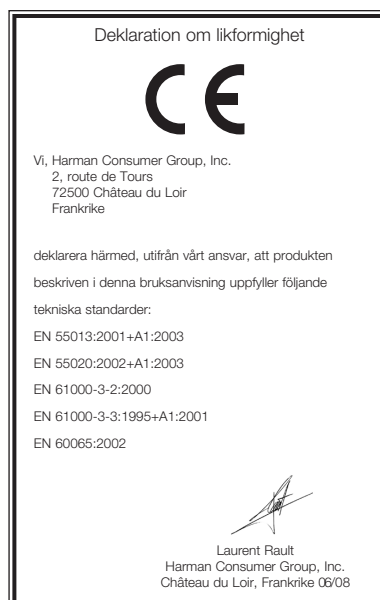 Deklaration om likformighet
CE
Vi, Harman Consumer Group, Inc.
2, route de Tours
72500 Château du Loir
Frankrike
deklarera härmed, utifrån vårt ansvar, att produkten
beskriven i denna bruksanvisning uppfyller följande
tekniska standarder:
EN 55013:2001+A1:2003
EN 55020:2002+A1:2003
EN 61000-3-2:2000
EN 61000-3-3:1995+A1:2001
EN 60065:2002
Laurent Rault
Harman Consumer Group, Inc.
Château du Loir, Frankrike 06/08